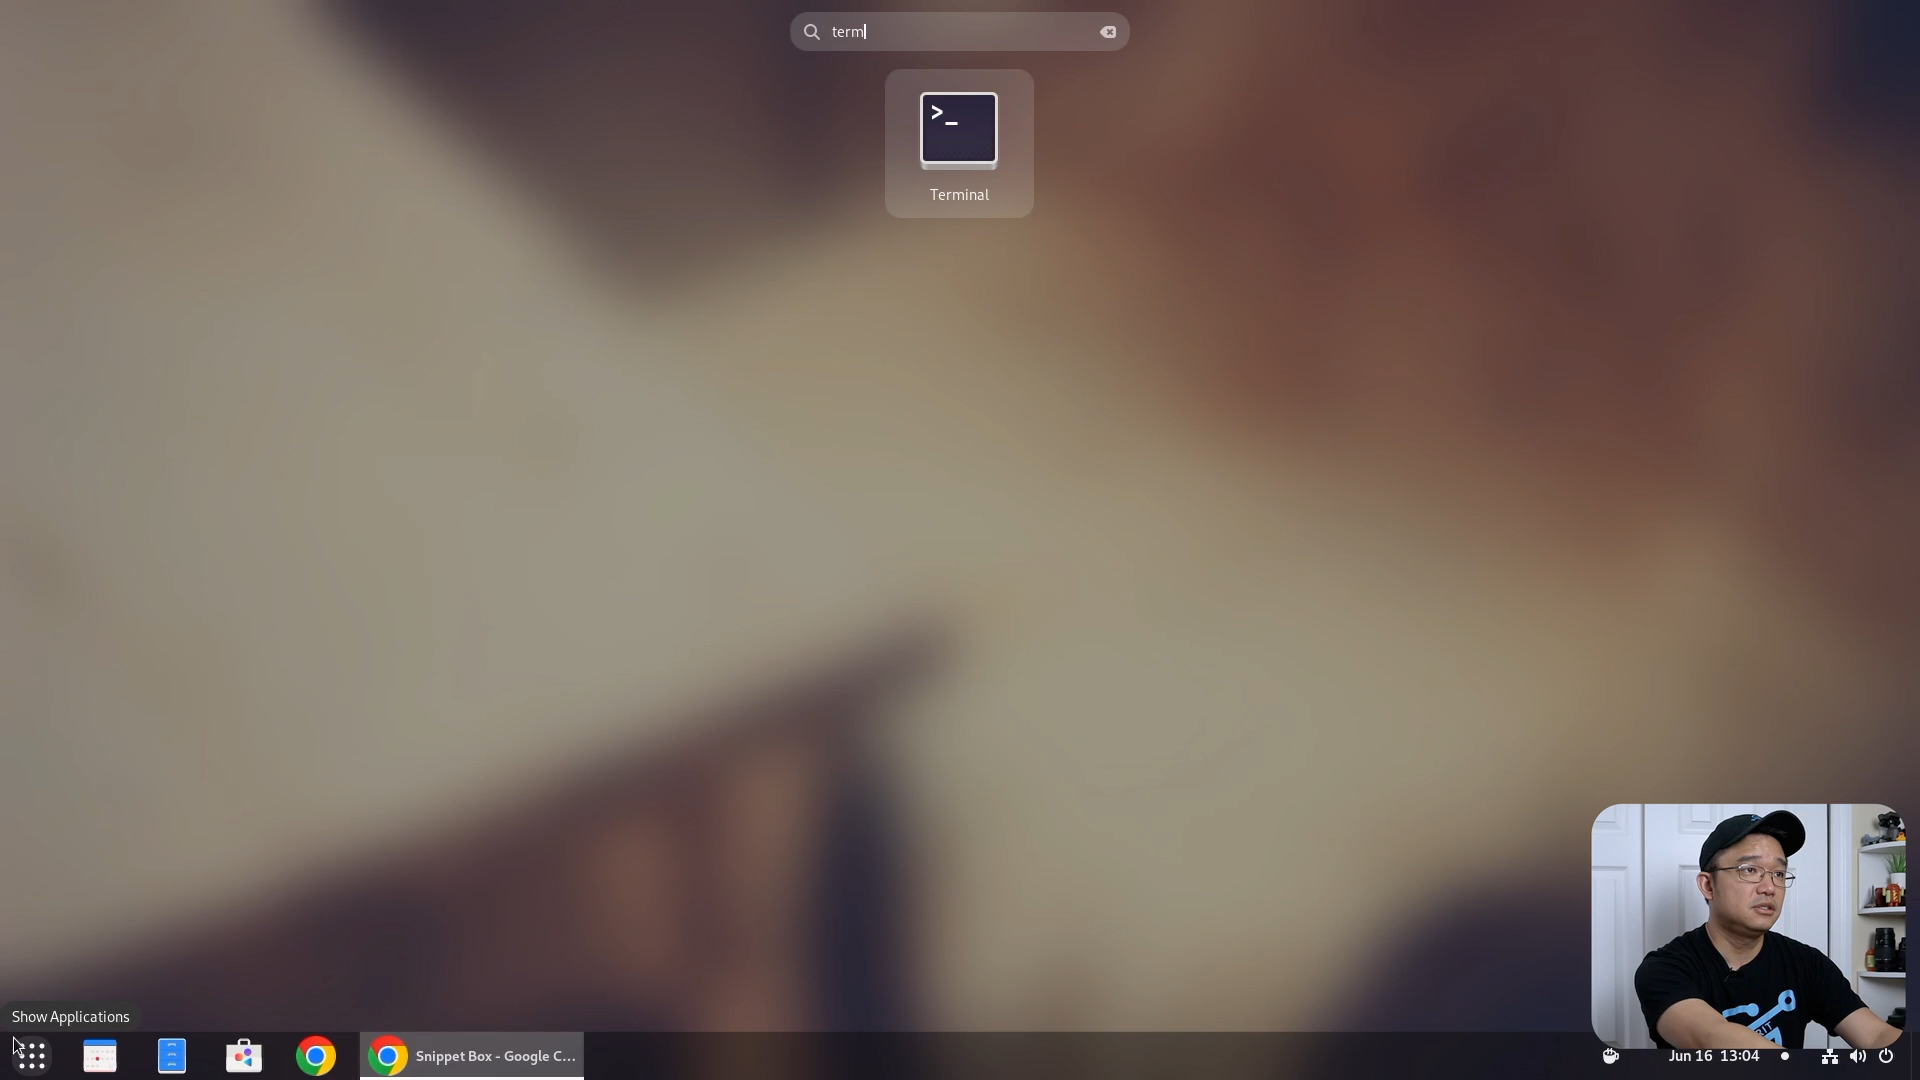 term
>_
Terminal
Show Applications
Snippet Box - Google C...
Jun 16 13:04